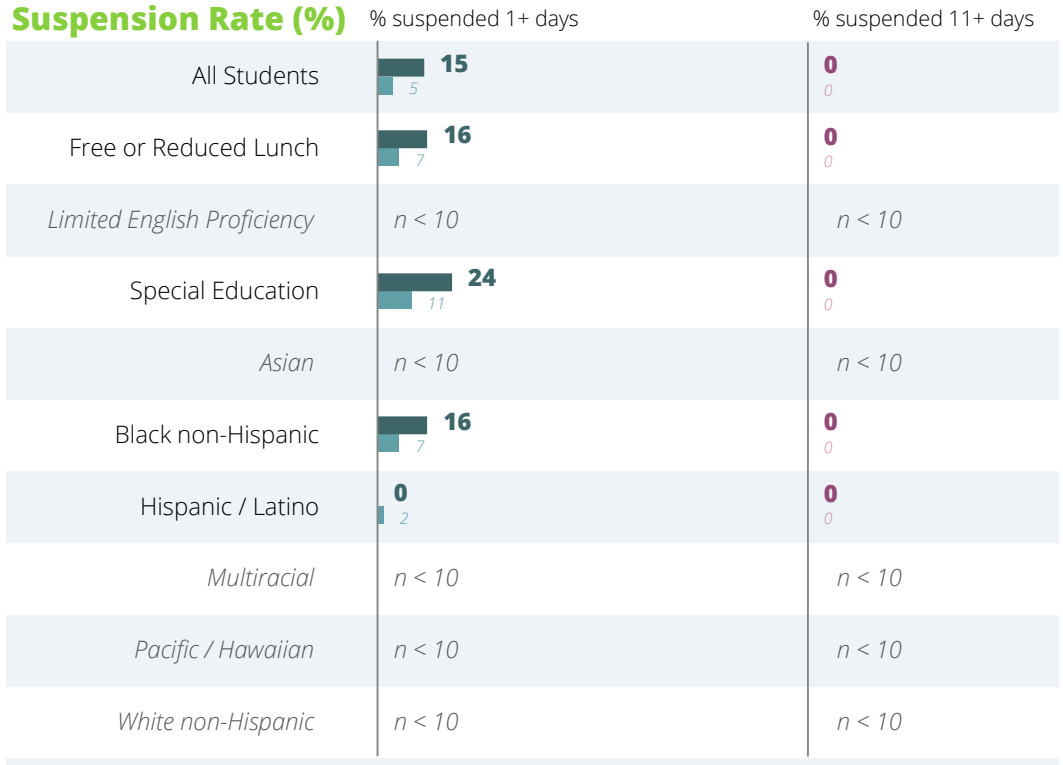 Suspension Rate (%) % suspended 1+ days % suspended 11+ days
All Students 15 0
5 0
Free or Reduced Lunch 16 0
7 0
Limited English Proficiency n < 10 n < 10
Special Education 24 0
11 0
Asian n < 10 n < 10
Black non-Hispanic 16 0
7 0
Hispanic / Latino 0 0
2 0
Multiracial n < 10 n < 10
Pacific / Hawaiian n < 10 n < 10
White non-Hispanic n < 10 n < 10